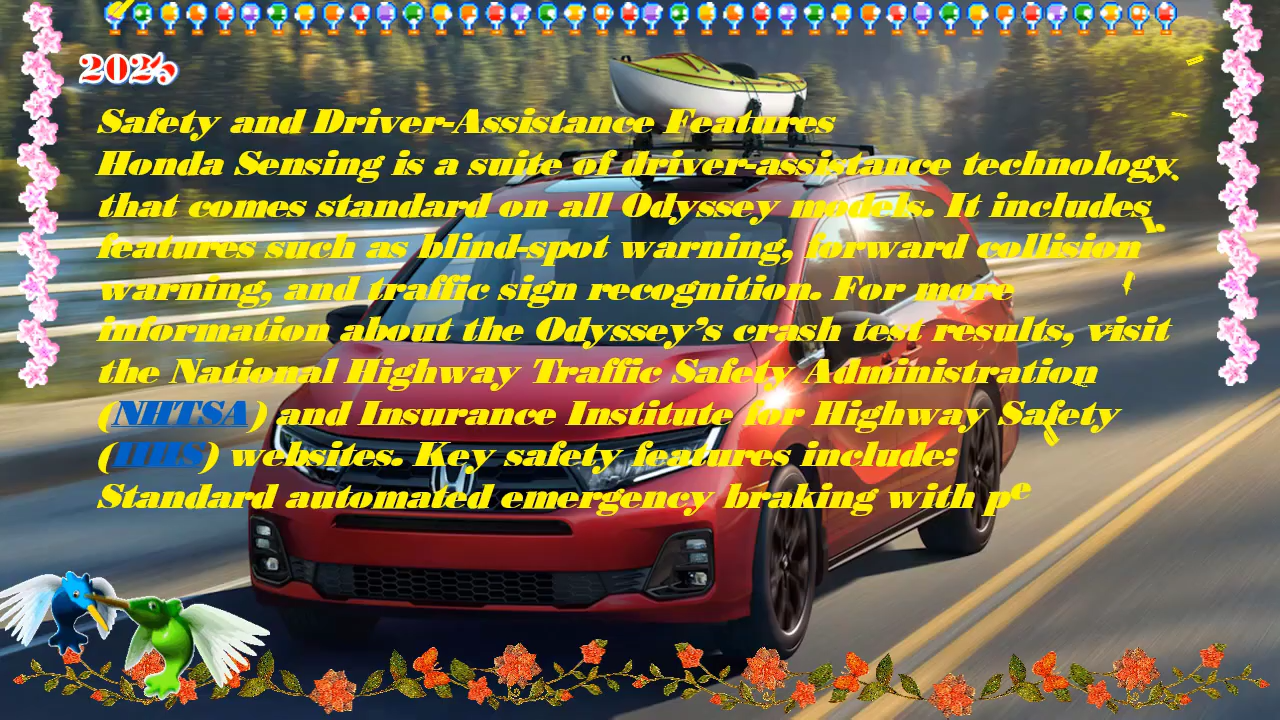 Safety and Driver-Assistance Features
Honda Sensing is a suite of driver-assistance technology
that comes standard on all Odyssey models. It includes
features such as blind-spot warning, forward collision
warning, and traffic sign recognition. For more
information about the Odyssey’s crash test results, visit
the National Highway Traffic Safety Administration
(NHTSA) and Insurance Institute for Highway Safety
(IIHS) websites. Key safety features include:
Standard automated emergency braking with pe